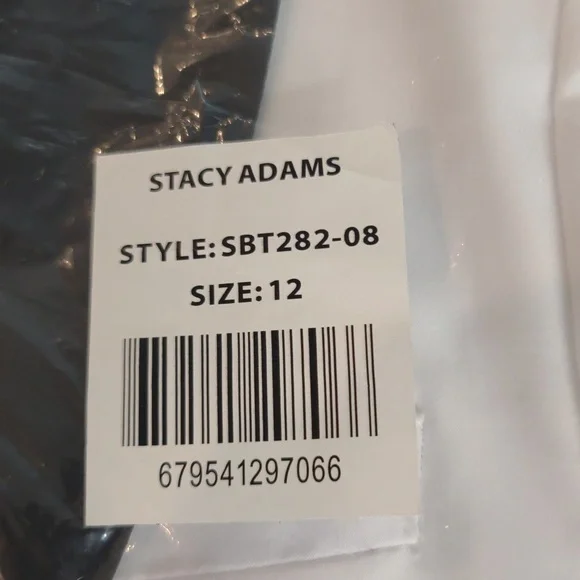 STACY ADAMS
STYLE: SBT282-08
SIZE: 12
679541297066